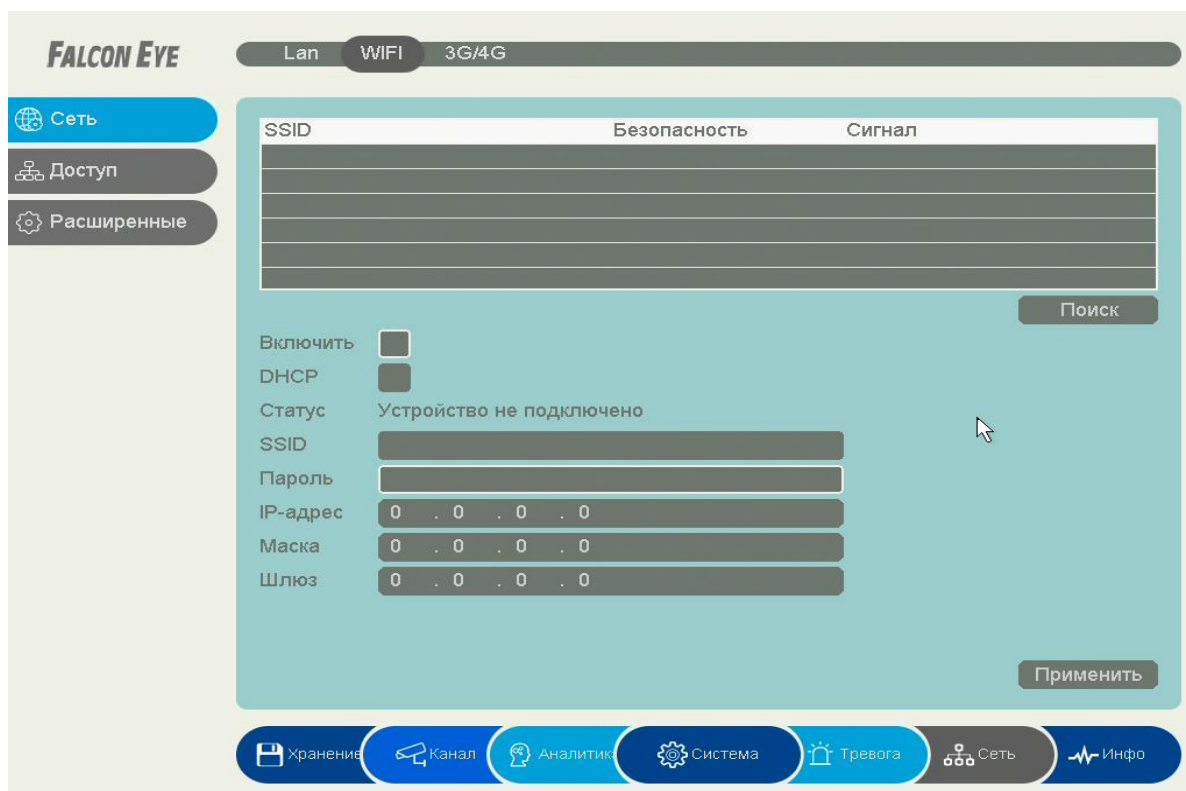 FALCON EYE
Lan WIFI 3G/4G
Сеть
Доступ
Расширенные
SSID Безопасность Сигнал
Поиск
Включить
DHCP
Статус Устройство не подключено
SSID
Пароль
IP-адрес 0 . 0 . 0 . 0
Маска 0 . 0 . 0 . 0
Шлюз 0 . 0 . 0 . 0
Применить
Хранение Канал Аналитик Система Тревога Сеть Инфо